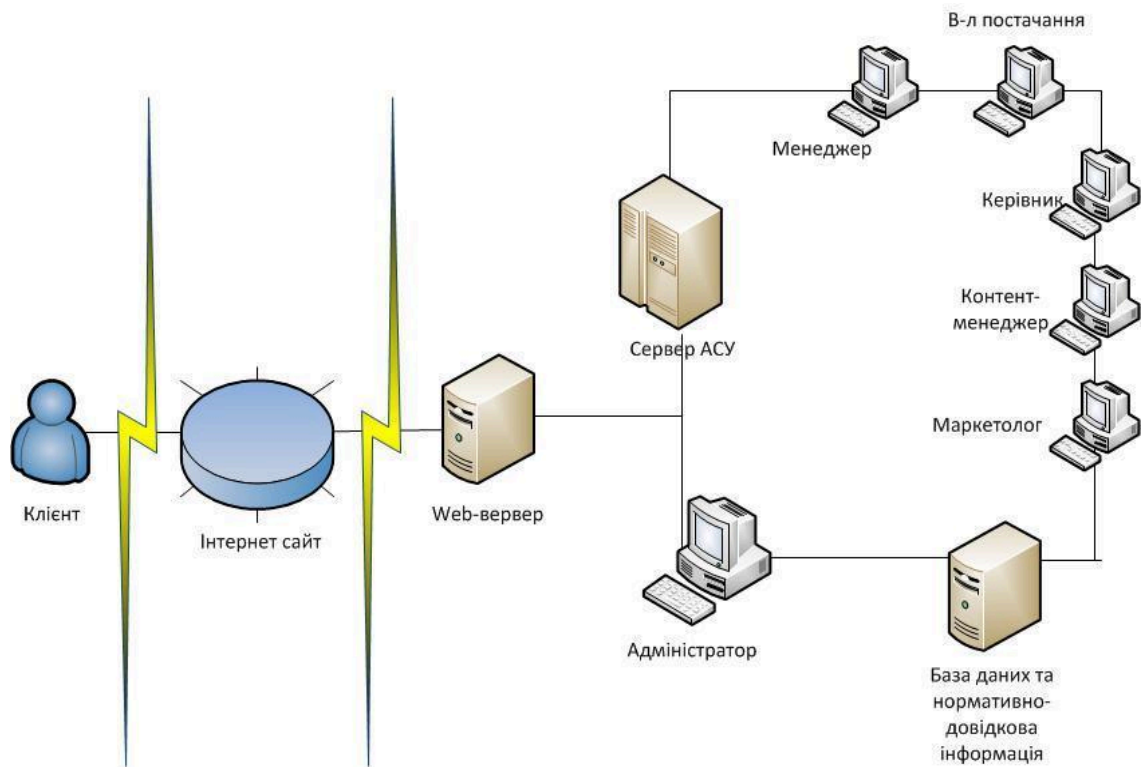 В-л постачання
Менеджер
Керівник
Контент-
менеджер
Сервер АСУ
Маркетолог
Клієнт
Інтернет сайт
Web-вервер
Адміністратор
База даних та
нормативно-
довідкова
інформація